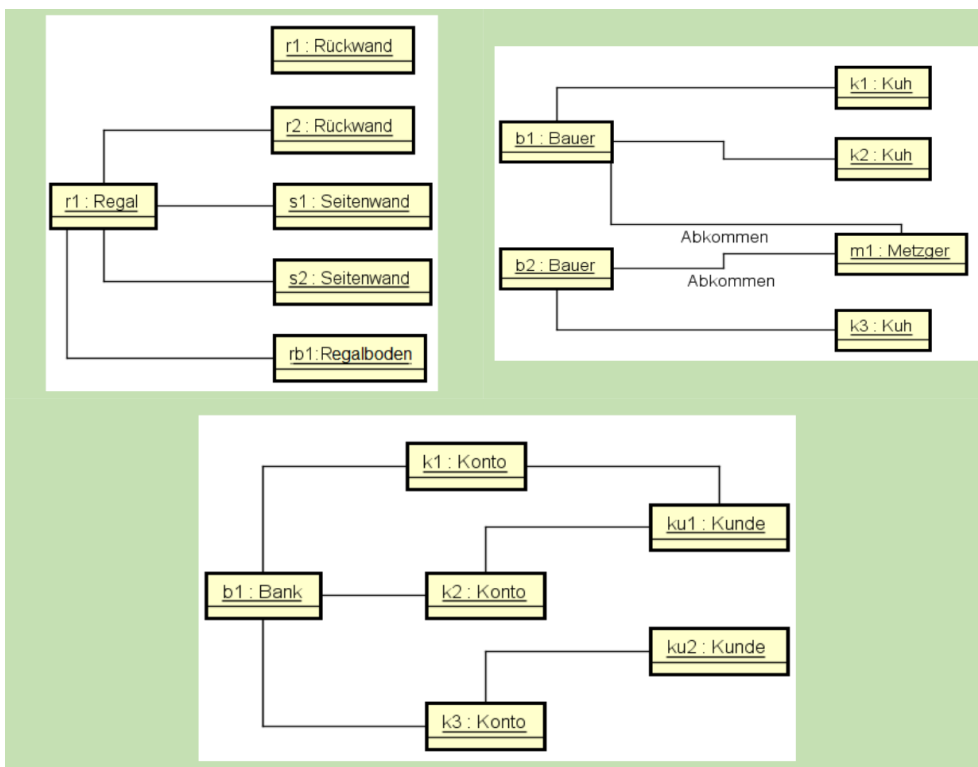 r1 : Rückwand
r2 : Rückwand
r1 : Regal
s1 : Seitenwand
s2 : Seitenwand
rb1:Regalboden
k1 : Kuh
b1 : Bauer
k2 : Kuh
Abkommen
m1 : Metzger
b2 : Bauer
Abkommen
k3 : Kuh
k1 : Konto
ku1 : Kunde
b1 : Bank
k2 : Konto
ku2 : Kunde
k3 : Konto